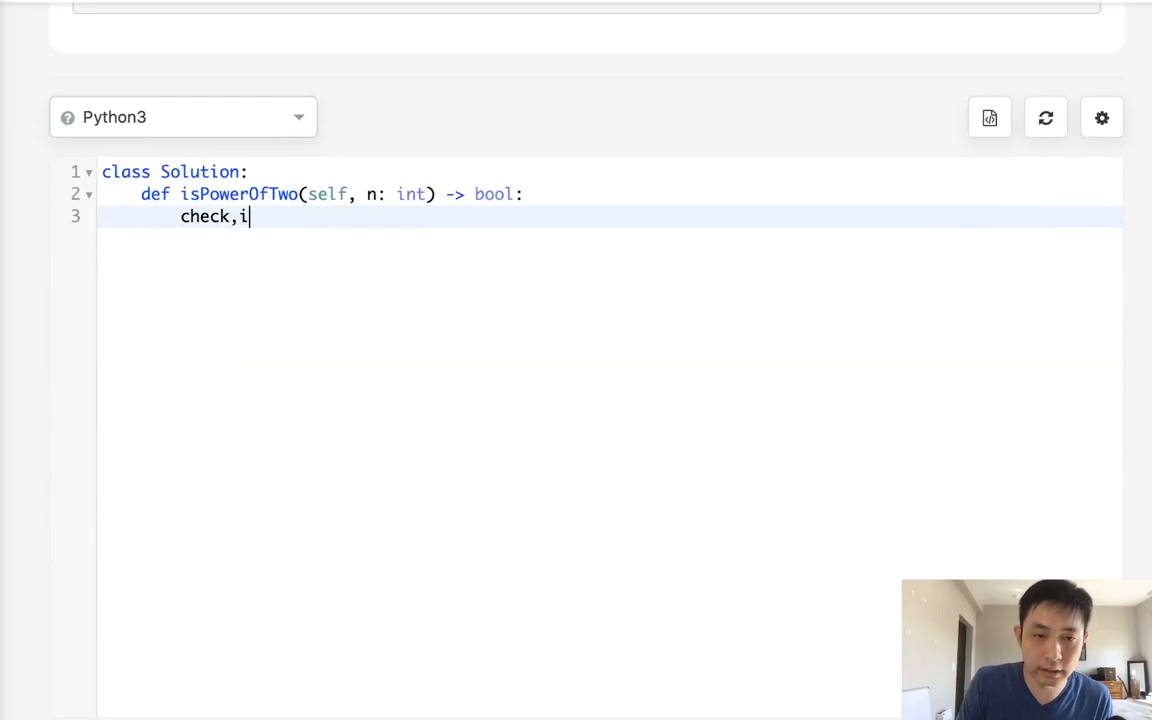 Python3
1 class Solution:
2 def isPowerOfTwo(self, n: int) -> bool:
3 check,i